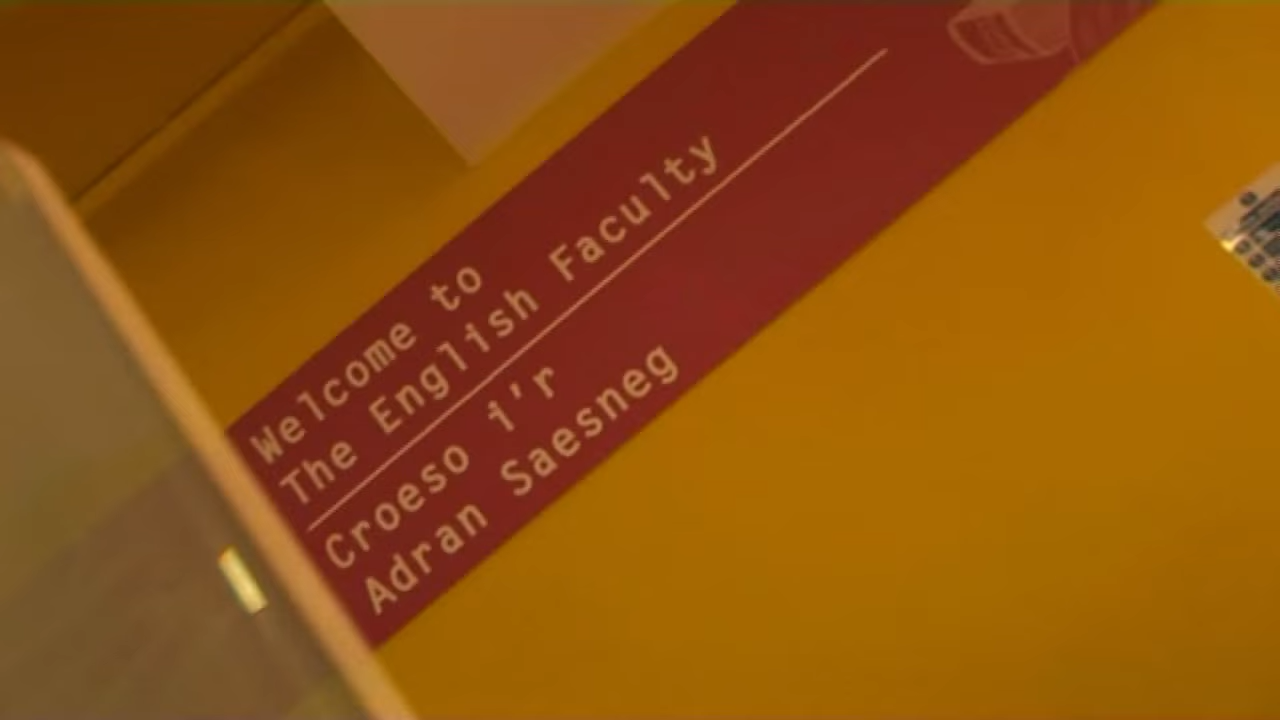 Welcome to
The English Faculty
Croeso i'r
Adran Saesneg